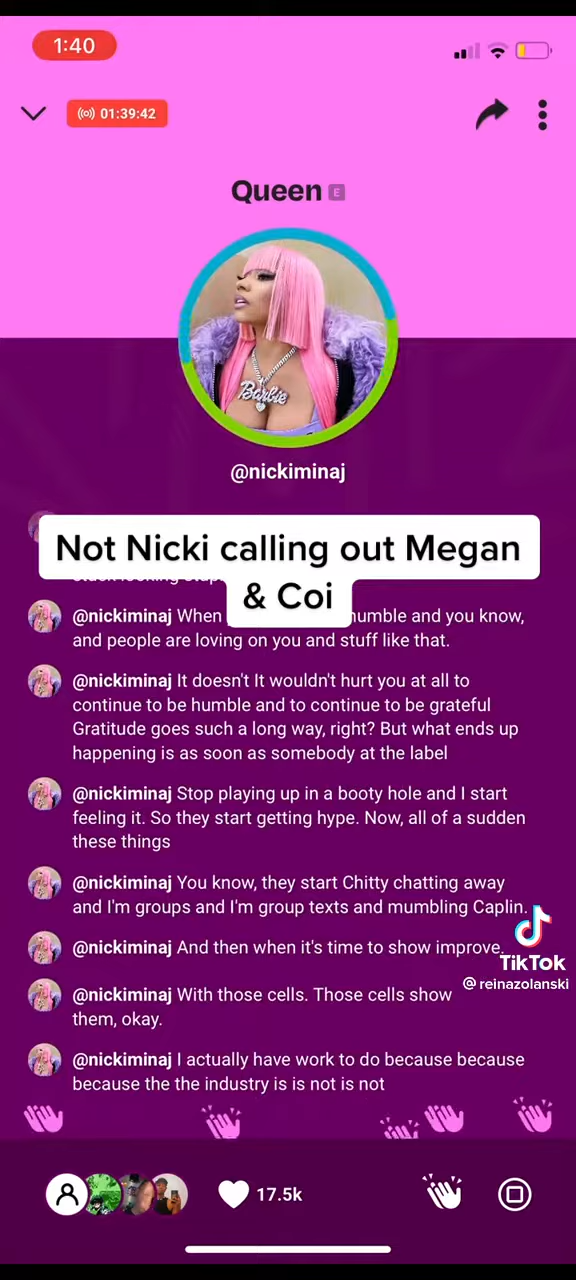 1:40
01:39:42
Queen E
Barbie
@nickiminaj
Not Nicki calling out Megan
& Coi
@nickiminaj When humble and you know,
and people are loving on you and stuff like that.
@nickiminaj It doesn't It wouldn't hurt you at all to
continue to be humble and to continue to be grateful
Gratitude goes such a long way, right? But what ends up
happening is as soon as somebody at the label
@nickiminaj Stop playing up in a booty hole and I start
feeling it. So they start getting hype. Now, all of a sudden
these things
@nickiminaj You know, they start Chitty chatting away
and I'm groups and I'm group texts and mumbling Caplin.
@nickiminaj And then when it's time to show improve.
TikTok
@reinazolanski
@nickiminaj With those cells. Those cells show
them, okay.
@nickiminaj I actually have work to do because because
because the the industry is is not is not
17.5k